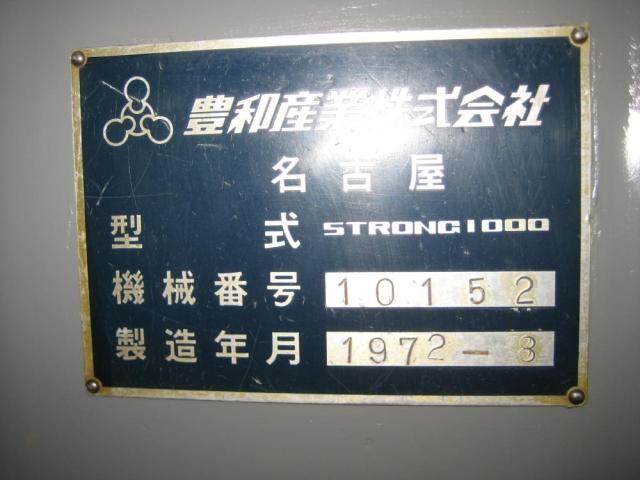 豊和産業株式会社
名古屋
型式 STRONG1000
機械番号 10152
製造年月 1972-3